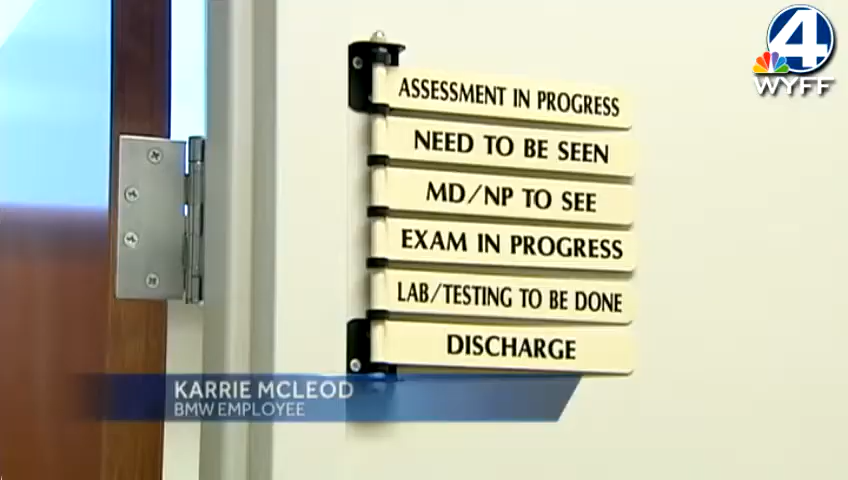 4
WYFF
ASSESSMENT IN PROGRESS
NEED TO BE SEEN
MD/NP TO SEE
EXAM IN PROGRESS
LAB/TESTING TO BE DONE
DISCHARGE
KARRIE MCLEOD
BMW EMPLOYEE